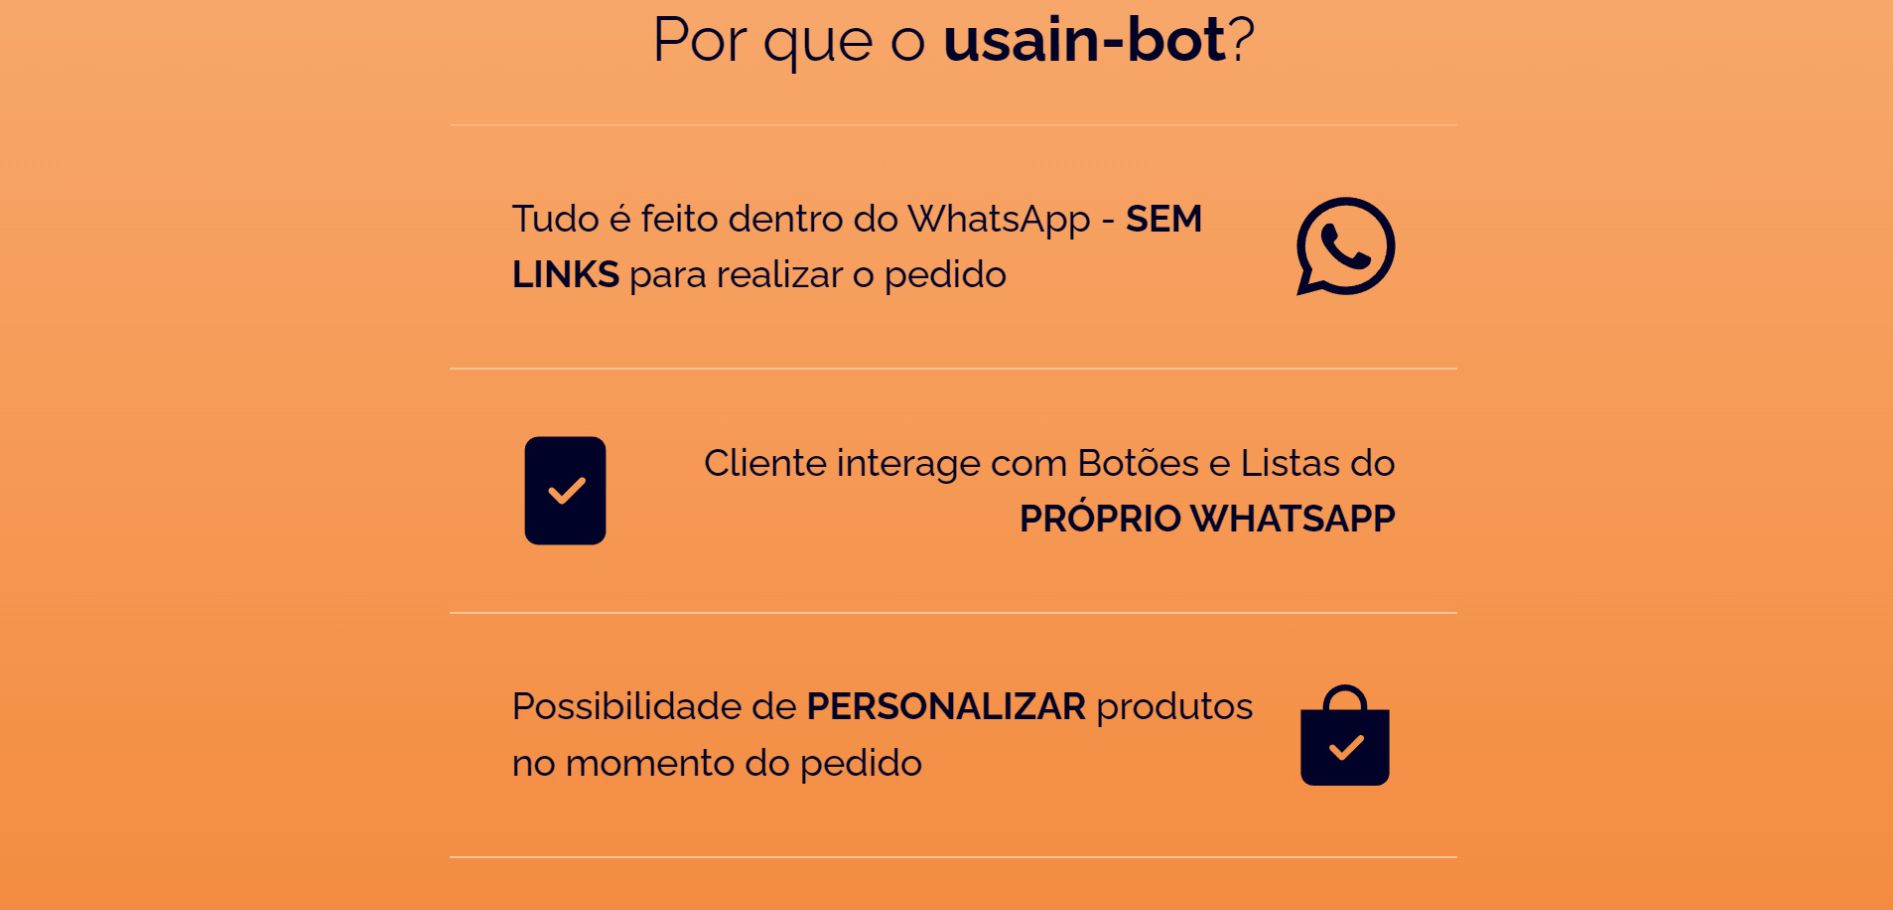 Por que o usain-bot?
Tudo é feito dentro do WhatsApp - SEM
LINKS para realizar o pedido
Cliente interage com Botões e Listas do
PRÓPRIO WHATSAPP
Possibilidade de PERSONALIZAR produtos
no momento do pedido